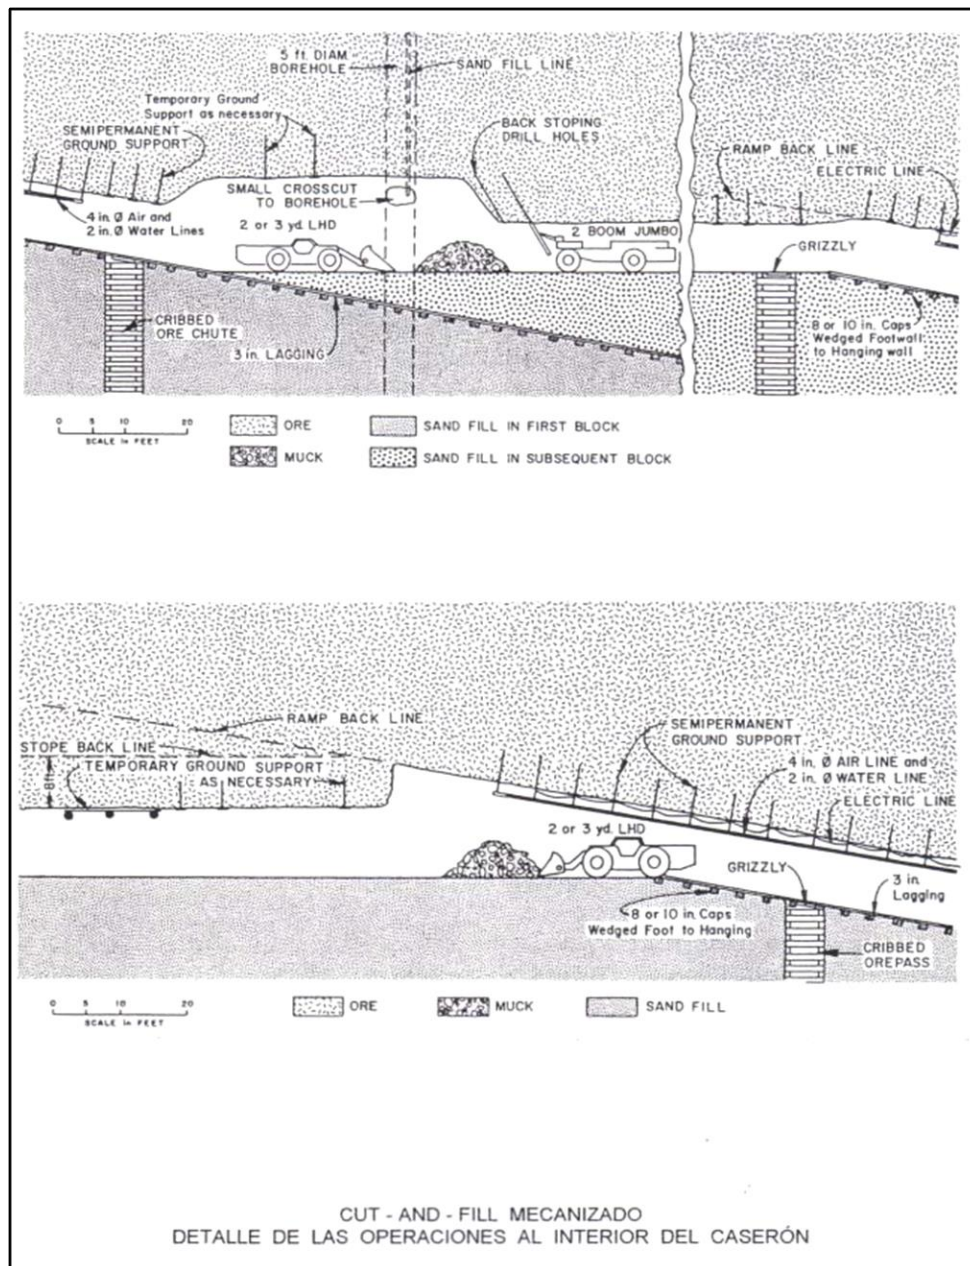 5 ft. DIAM.
BOREHOLE
SAND FILL LINE
Temporary Ground
Support as necessary
SEMIPERMANENT
GROUND SUPPORT
BACK STOPING
DRILL HOLES
RAMP BACK LINE
ELECTRIC LINE
SMALL CROSSCUT
TO BOREHOLE
4 in. Ø Air and
2 in. Ø Water Lines
2 or 3 yd. LHD
2 BOOM JUMBO
GRIZZLY
CRIBBED
ORE CHUTE
3 in. LAGGING
8 or 10 in. Caps
Wedged Footwall
to Hanging wall
0 5 10 20
SCALE in FEET
ORE
SAND FILL IN FIRST BLOCK
MUCK
SAND FILL IN SUBSEQUENT BLOCK
RAMP BACK LINE
STOPE BACK LINE
8ft
TEMPORARY GROUND SUPPORT
AS NECESSARY
SEMIPERMANENT
GROUND SUPPORT
4 in. Ø AIR LINE and
2 in. Ø WATER LINE
ELECTRIC LINE
2 or 3 yd. LHD
GRIZZLY
3 in.
Lagging
8 or 10 in. Caps
Wedged Foot to Hanging
CRIBBED
OREPASS
0 5 10 20
SCALE in FEET
ORE
MUCK
SAND FILL
CUT - AND - FILL MECANIZADO
DETALLE DE LAS OPERACIONES AL INTERIOR DEL CASERÓN